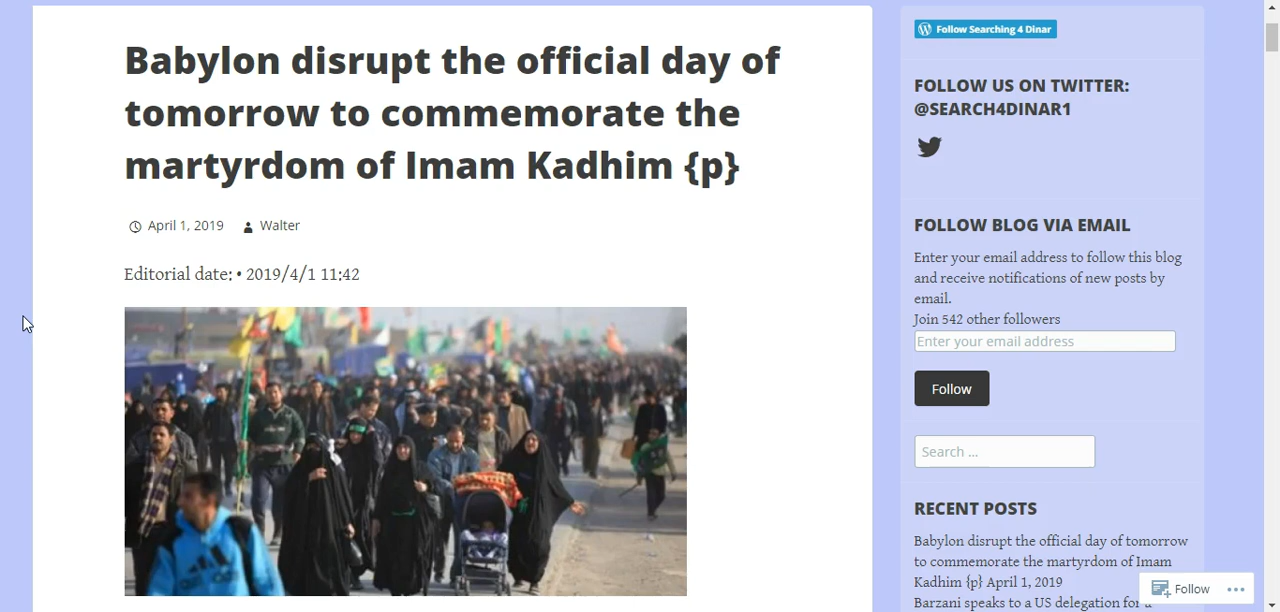 Babylon disrupt the official day of
tomorrow to commemorate the
martyrdom of Imam Kadhim {p}
April 1, 2019 Walter
Editorial date: • 2019/4/1 11:42
Follow Searching 4 Dinar
FOLLOW US ON TWITTER:
@SEARCH4DINAR1
FOLLOW BLOG VIA EMAIL
Enter your email address to follow this blog
and receive notifications of new posts by
email.
Join 542 other followers
Enter your email address
Follow
Search …
RECENT POSTS
Babylon disrupt the official day of tomorrow
to commemorate the martyrdom of Imam
Kadhim {p} April 1, 2019
Barzani speaks to a US delegation for a
Follow